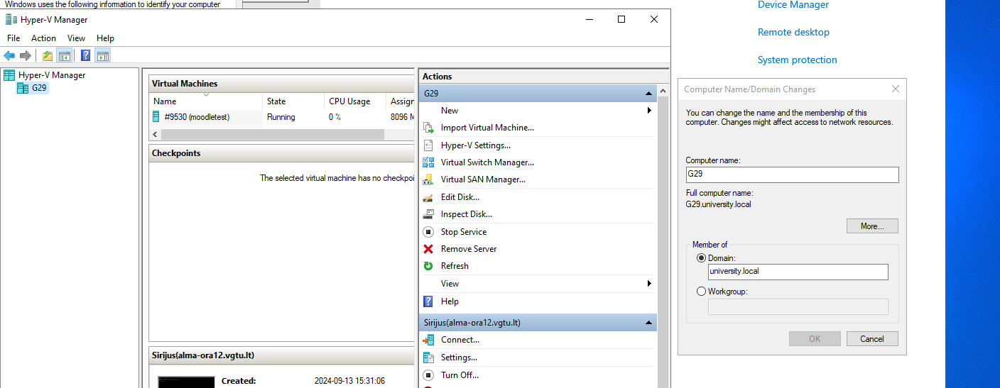 Windows uses the following information to identify your computer
Hyper-V Manager
File Action View Help
Hyper-V Manager
G29
Virtual Machines
Name State CPU Usage Assign
#9530 (moodletest) Running 0 % 8096 M
Checkpoints
The selected virtual machine has no checkpoi
Sirijus(alma-ora12.vgtu.lt)
Created: 2024-09-13 15:31:06
Actions
G29
New
Import Virtual Machine...
Hyper-V Settings...
Virtual Switch Manager...
Virtual SAN Manager...
Edit Disk...
Inspect Disk...
Stop Service
Remove Server
Refresh
View
Help
Sirijus(alma-ora12.vgtu.lt)
Connect...
Settings...
Turn Off...
Device Manager
Remote desktop
System protection
Computer Name/Domain Changes
You can change the name and the membership of this
computer. Changes might affect access to network resources.
Computer name:
G29
Full computer name:
G29.university.local
More...
Member of
Domain:
university.local
Workgroup:
OK Cancel